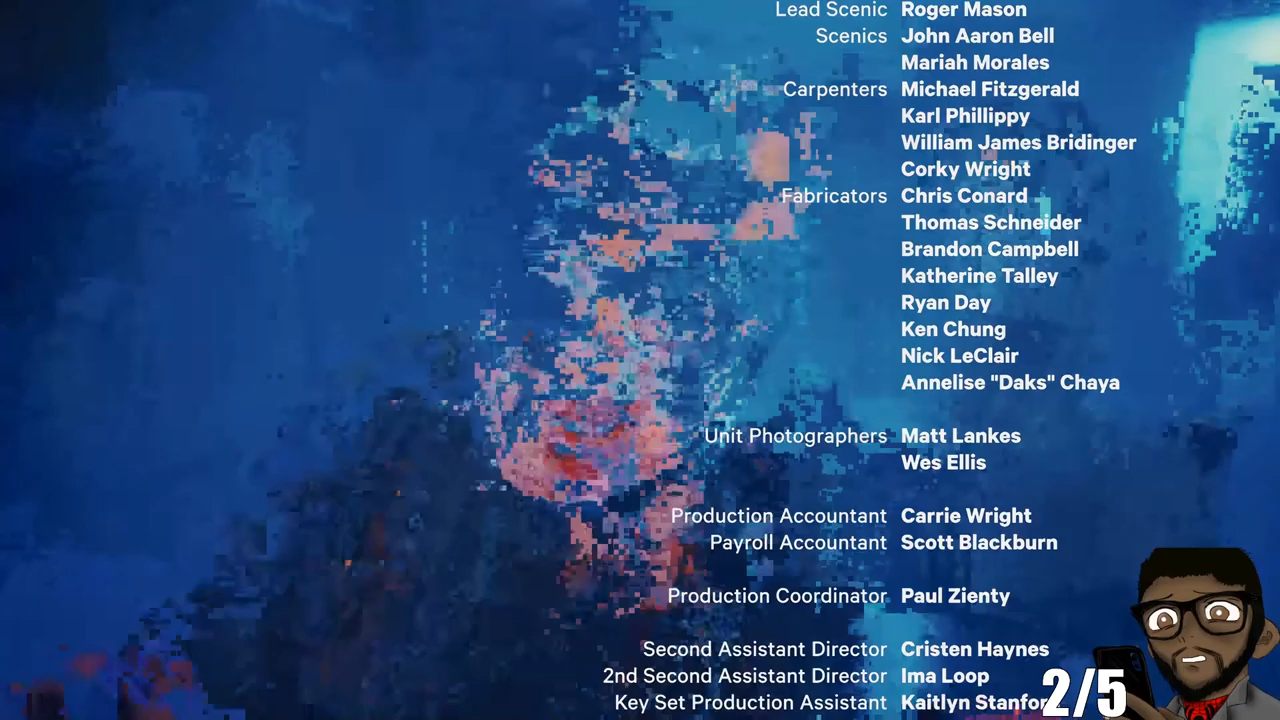 Lead Scenic Roger Mason
Scenics John Aaron Bell
Mariah Morales
Carpenters Michael Fitzgerald
Karl Phillippy
William James Bridinger
Corky Wright
Fabricators Chris Conard
Thomas Schneider
Brandon Campbell
Katherine Talley
Ryan Day
Ken Chung
Nick LeClair
Annelise "Daks" Chaya
Unit Photographers Matt Lankes
Wes Ellis
Production Accountant Carrie Wright
Payroll Accountant Scott Blackburn
Production Coordinator Paul Zienty
Second Assistant Director Cristen Haynes
2nd Second Assistant Director Ima Loop
Key Set Production Assistant Kaitlyn Stanfor
2/5